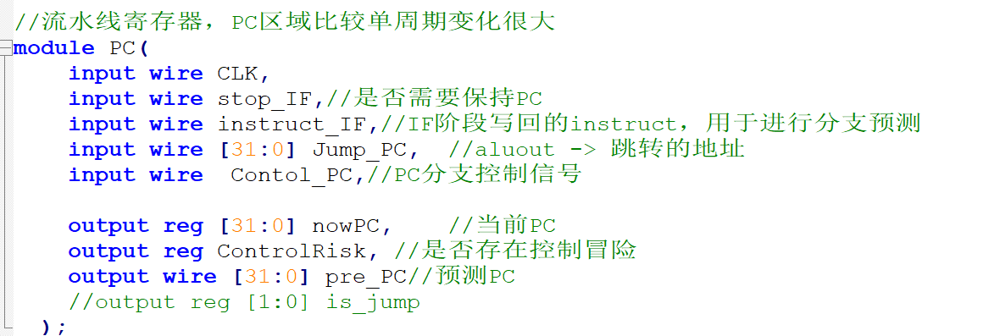 //流水线寄存器，PC区域比较单周期变化很大
module PC(
input wire CLK,
input wire stop_IF,//是否需要保持PC
input wire instruct_IF,//IF阶段写回的instruct，用于进行分支预测
input wire [31:0] Jump_PC,  //aluout -> 跳转的地址
input wire  Contol_PC,//PC分支控制信号
output reg [31:0] nowPC,    //当前PC
output reg ControlRisk, //是否存在控制冒险
output wire [31:0] pre_PC//预测PC
//output reg [1:0] is_jump
);